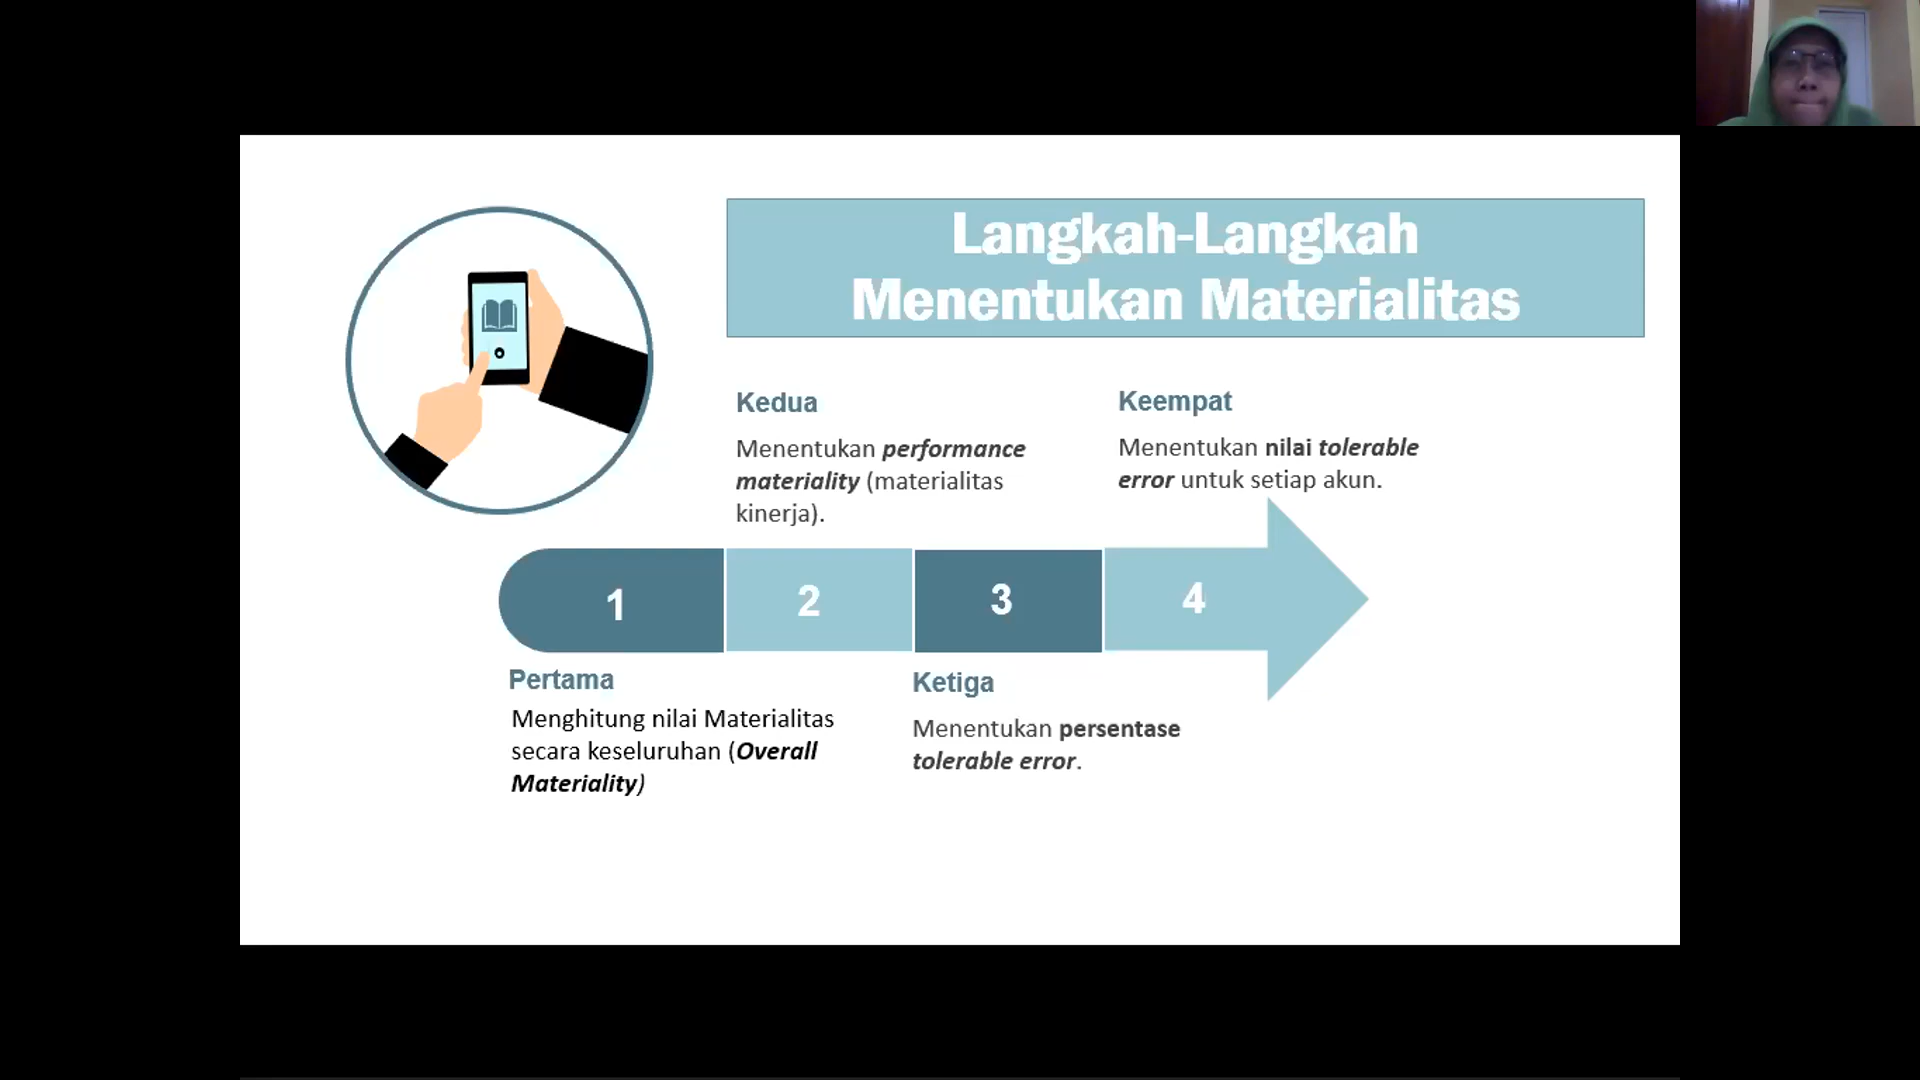 Langkah-Langkah
Menentukan Materialitas
1
Pertama
Menghitung nilai Materialitas
secara keseluruhan (Overall
Materiality)
2
Kedua
Menentukan performance
materiality (materialitas
kinerja).
3
Ketiga
Menentukan persentase
tolerable error.
4
Keempat
Menentukan nilai tolerable
error untuk setiap akun.